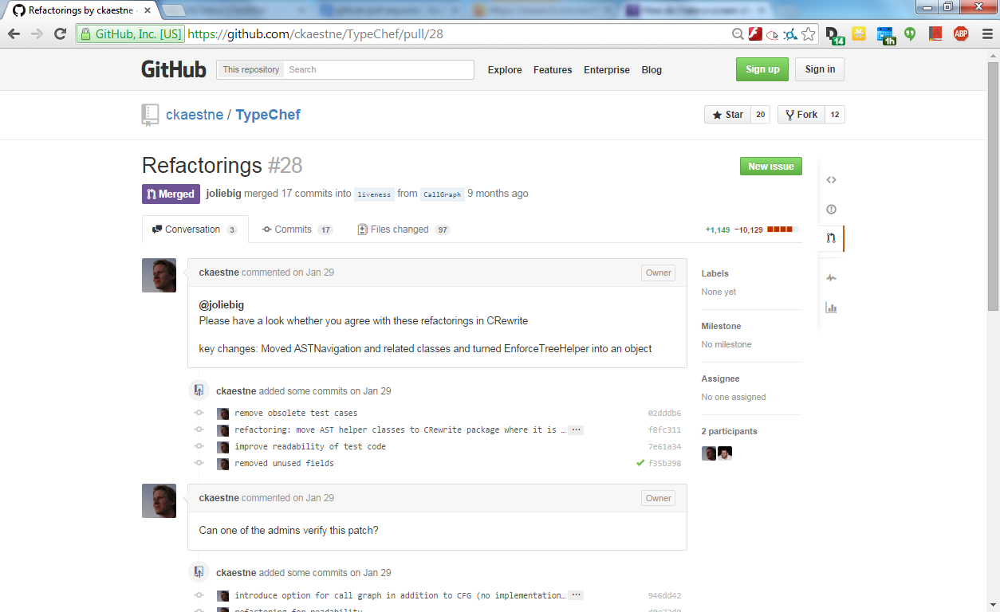 Refactorings by ckaestne
GitHub, Inc. [US] https://github.com/ckaestne/TypeChef/pull/28
14
1h
ABP
GitHub This repository Search Explore Features Enterprise Blog Sign up Sign in
ckaestne / TypeChef Star 20 Fork 12
Refactorings #28 New issue
Merged joliebig merged 17 commits into liveness from CallGraph 9 months ago
Conversation 3 Commits 17 Files changed 97 +1,149 −10,129
ckaestne commented on Jan 29 Owner
@joliebig
Please have a look whether you agree with these refactorings in CRewrite
key changes: Moved ASTNavigation and related classes and turned EnforceTreeHelper into an object
ckaestne added some commits on Jan 29
remove obsolete test cases 02dddb6
refactoring: move AST helper classes to CRewrite package where it is … ... f8fc311
improve readability of test code 7e61a34
removed unused fields f35b398
ckaestne commented on Jan 29 Owner
Can one of the admins verify this patch?
ckaestne added some commits on Jan 29
introduce option for call graph in addition to CFG (no implementation… ... 946dd42
refactoring for readability
Labels
None yet
Milestone
No milestone
Assignee
No one assigned
2 participants